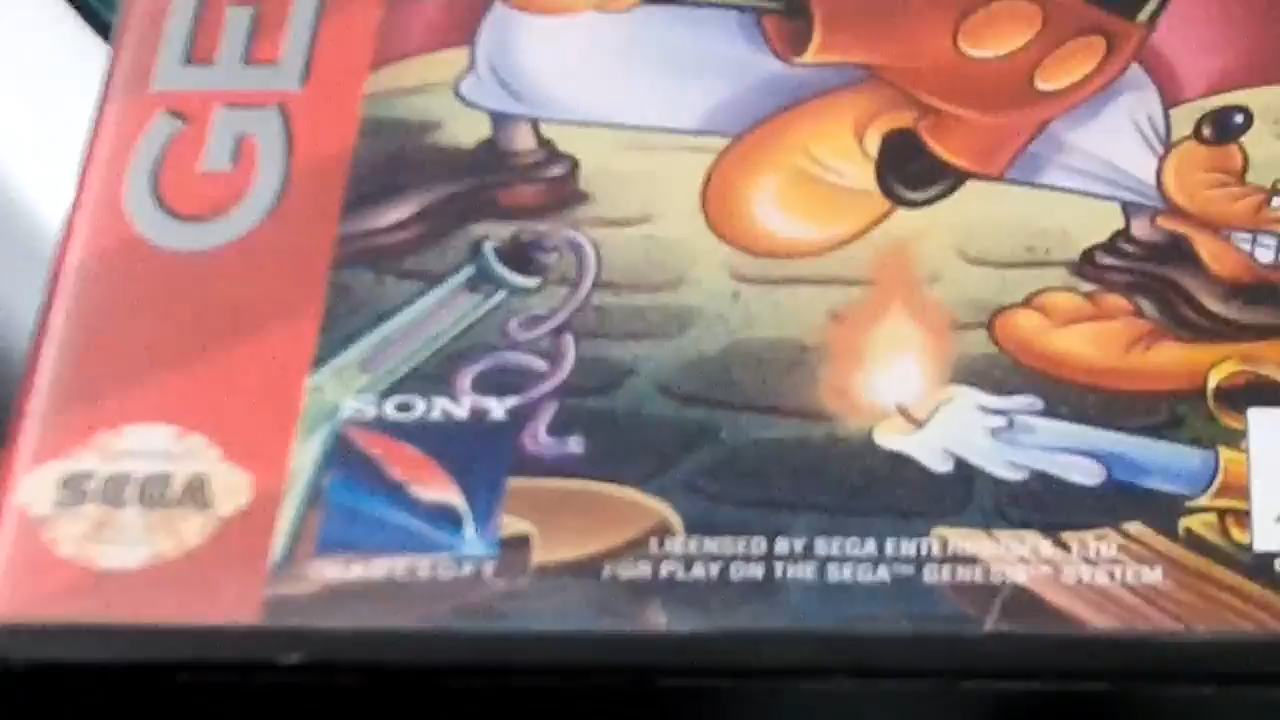 GE
SONY
SEGA
LICENSED BY SEGA ENTERPRISES, LTD.
FOR PLAY ON THE SEGA™ GENESIS™ SYSTEM.